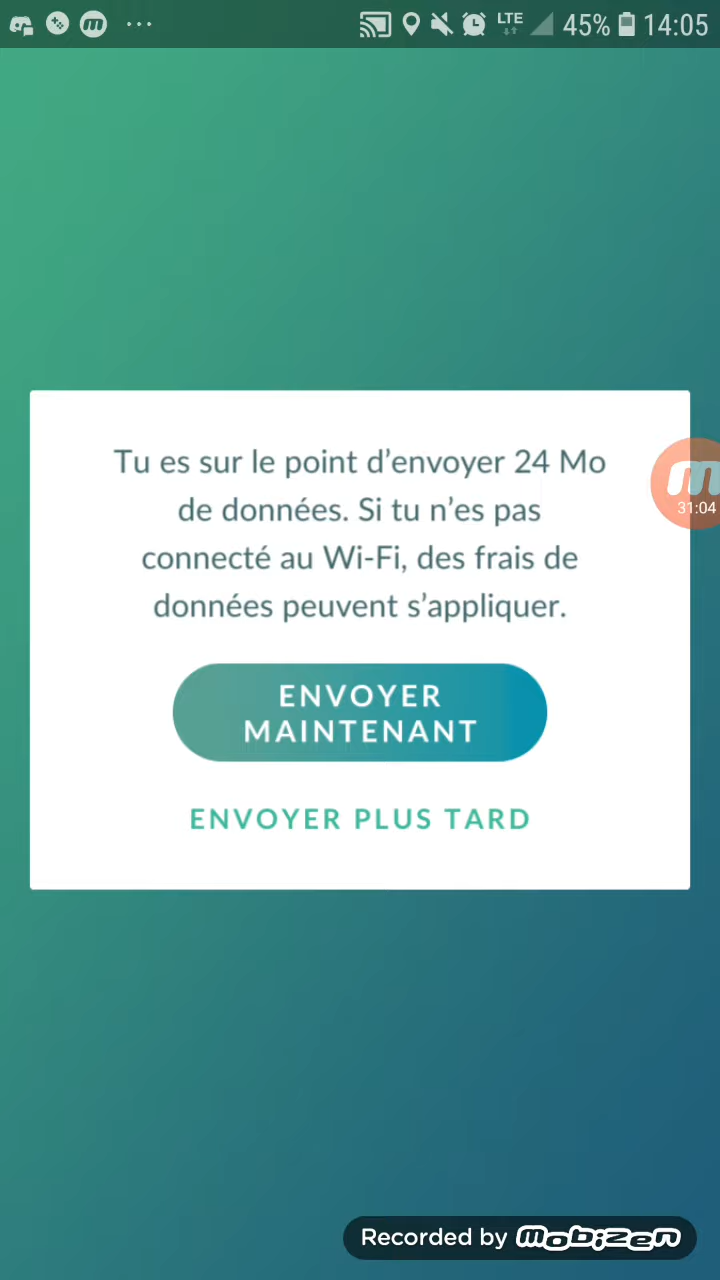 LTE 45% 14:05
Tu es sur le point d’envoyer 24 Mo
de données. Si tu n’es pas
connecté au Wi-Fi, des frais de
données peuvent s’appliquer.
m
31:04
ENVOYER
MAINTENANT
ENVOYER PLUS TARD
Recorded by mobizen